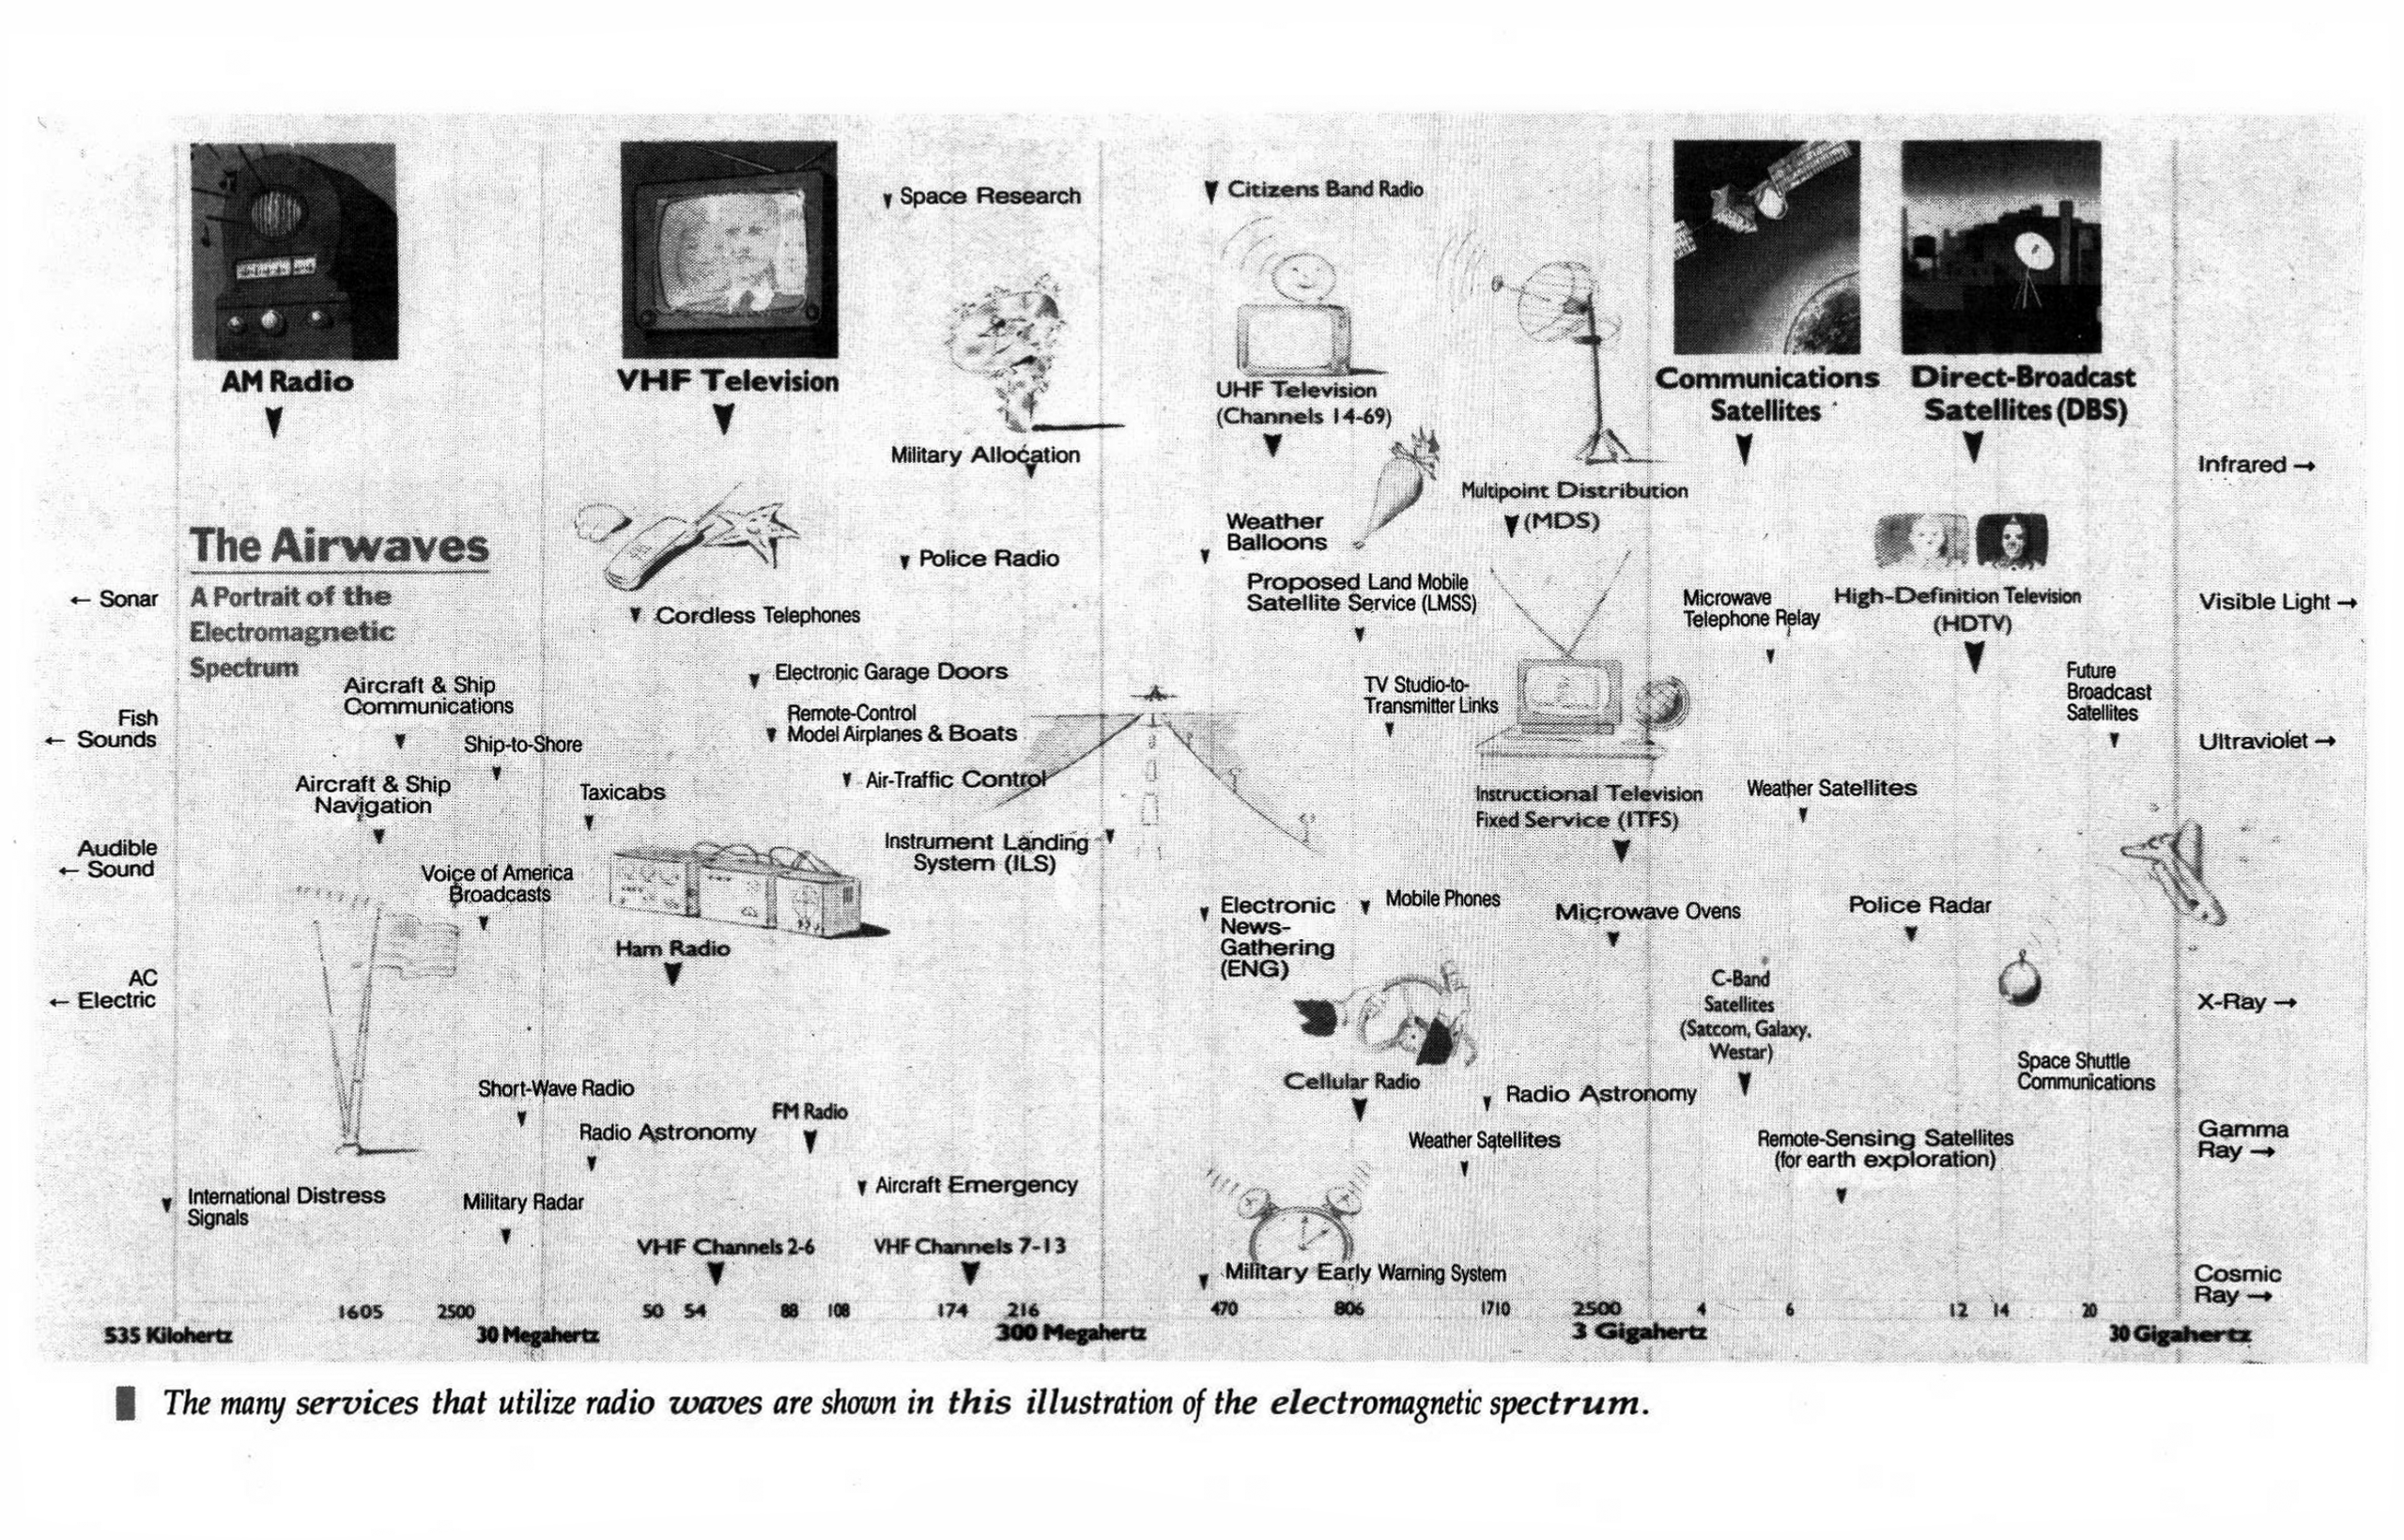 Space Research
Citizens Band Radio
AM Radio
VHF Television
UHF Television
(Channels 14-69)
Communications
Satellites
Direct-Broadcast
Satellites (DBS)
Military Allocation
Infrared →
Multipoint Distribution
(MDS)
Weather
Balloons
The Airwaves
A Portrait of the
Electromagnetic
Spectrum
← Sonar
Police Radio
Cordless Telephones
Proposed Land Mobile
Satellite Service (LMSS)
Microwave
Telephone Relay
High-Definition Television
(HDTV)
Visible Light →
Electronic Garage Doors
Future
Broadcast
Satellites
Aircraft & Ship
Communications
TV Studio-to-
Transmitter Links
Fish
← Sounds
Remote-Control
Model Airplanes & Boats
Ship-to-Shore
Ultraviolet →
Aircraft & Ship
Navigation
Taxicabs
Air-Traffic Control
Instructional Television
Fixed Service (ITFS)
Weather Satellites
Audible
← Sound
Instrument Landing
System (ILS)
Voice of America
Broadcasts
Electronic
News-
Gathering
(ENG)
Mobile Phones
Microwave Ovens
Police Radar
Ham Radio
AC
← Electric
C-Band
Satellites
(Satcom, Galaxy,
Westar)
X-Ray →
Short-Wave Radio
Cellular Radio
Radio Astronomy
Space Shuttle
Communications
FM Radio
Radio Astronomy
Weather Satellites
Remote-Sensing Satellites
(for earth exploration)
Gamma
Ray →
International Distress
Signals
Military Radar
Aircraft Emergency
VHF Channels 2-6
VHF Channels 7-13
Military Early Warning System
Cosmic
Ray →
1605 2500 50 54 88 108 174 216 470 806 1710 2500 4 6 12 14 20
535 Kilohertz 30 Megahertz 300 Megahertz 3 Gigahertz 30 Gigahertz
The many services that utilize radio waves are shown in this illustration of the electromagnetic spectrum.